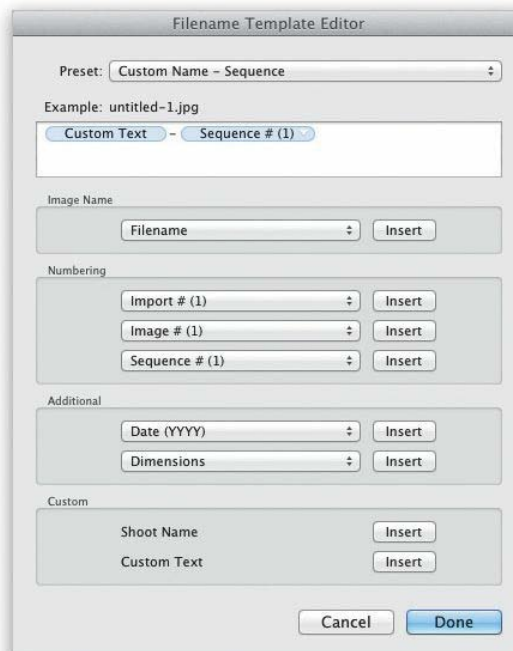 Filename Template Editor
Preset: Custom Name – Sequence
Example: untitled-1.jpg
Custom Text – Sequence # (1)
Image Name
Filename Insert
Numbering
Import # (1) Insert
Image # (1) Insert
Sequence # (1) Insert
Additional
Date (YYYY) Insert
Dimensions Insert
Custom
Shoot Name Insert
Custom Text Insert
Cancel Done